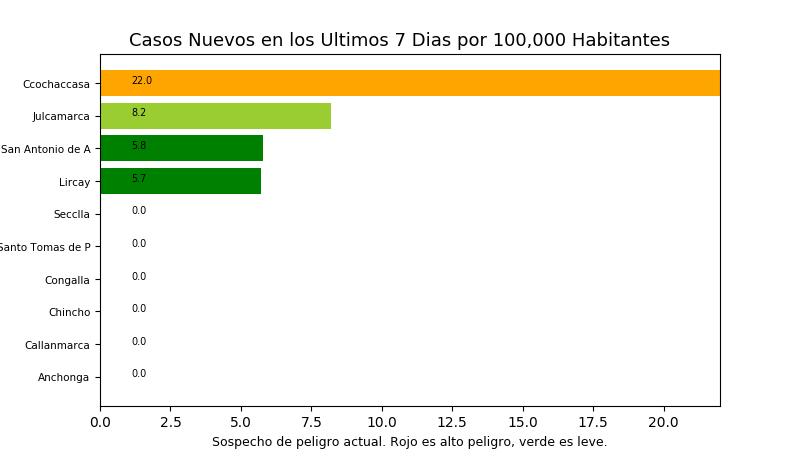 Casos Nuevos en los Ultimos 7 Dias por 100,000 Habitantes
Ccochaccasa 22.0
Julcamarca 8.2
San Antonio de A 5.8
Lircay 5.7
Secclla 0.0
Santo Tomas de P 0.0
Congalla 0.0
Chincho 0.0
Callanmarca 0.0
Anchonga 0.0
0.0 2.5 5.0 7.5 10.0 12.5 15.0 17.5 20.0
Sospecho de peligro actual. Rojo es alto peligro, verde es leve.